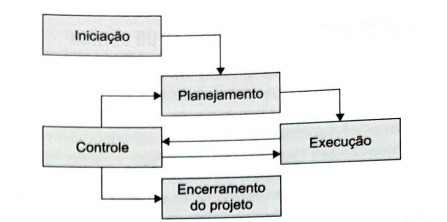 Iniciação
Planejamento
Execução
Controle
Encerramento
do projeto